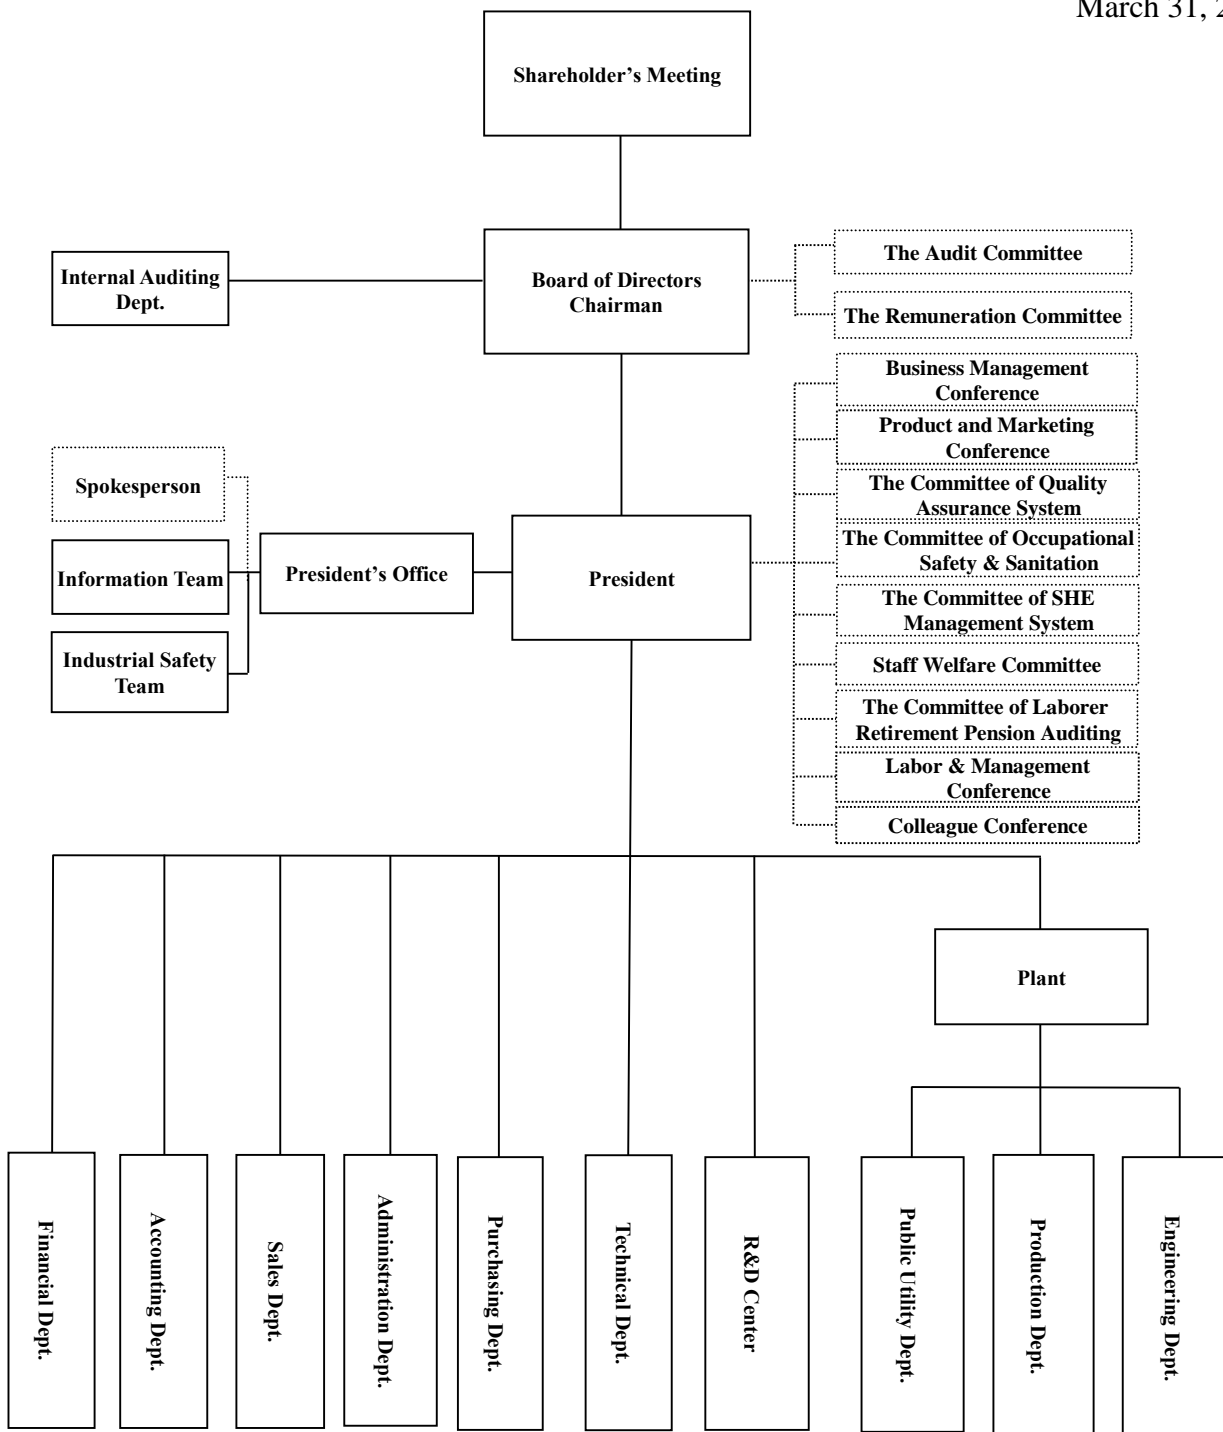 March 31, 2
Shareholder's Meeting
Internal Auditing
Dept.
Board of Directors
Chairman
The Audit Committee
The Remuneration Committee
Business Management
Conference
Product and Marketing
Conference
The Committee of Quality
Assurance System
The Committee of Occupational
Safety & Sanitation
The Committee of SHE
Management System
Staff Welfare Committee
The Committee of Laborer
Retirement Pension Auditing
Labor & Management
Conference
Colleague Conference
Spokesperson
Information Team
Industrial Safety
Team
President's Office
President
Plant
Financial Dept.
Accounting Dept.
Sales Dept.
Administration Dept.
Purchasing Dept.
Technical Dept.
R&D Center
Public Utility Dept.
Production Dept.
Engineering Dept.